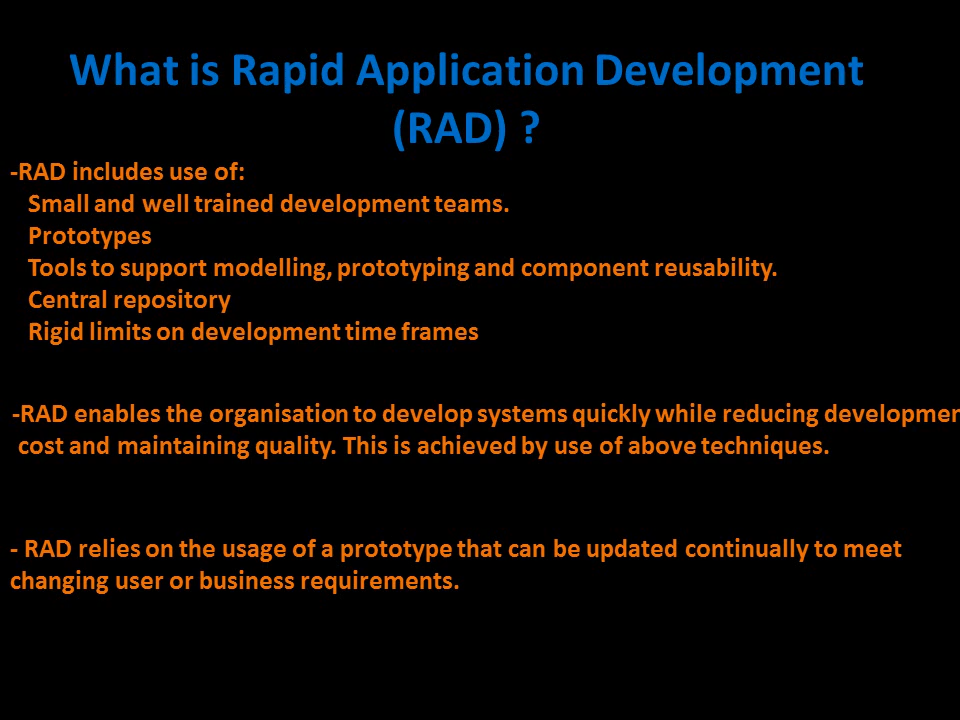 What is Rapid Application Development
(RAD) ?
-RAD includes use of:
Small and well trained development teams.
Prototypes
Tools to support modelling, prototyping and component reusability.
Central repository
Rigid limits on development time frames
-RAD enables the organisation to develop systems quickly while reducing developmen
cost and maintaining quality. This is achieved by use of above techniques.
- RAD relies on the usage of a prototype that can be updated continually to meet
changing user or business requirements.